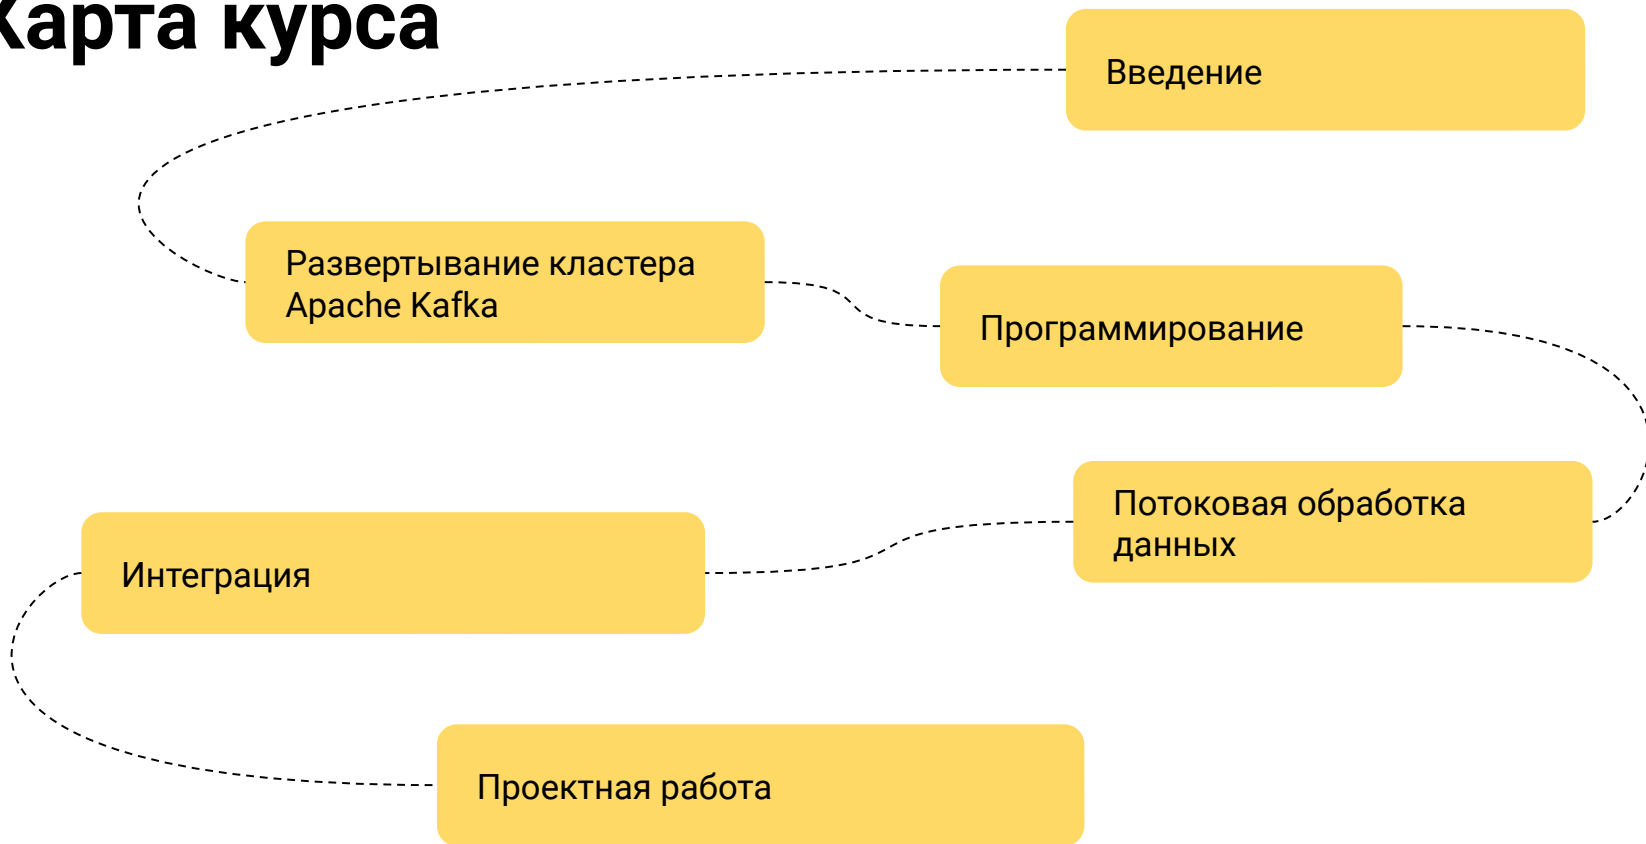 Карта курса
Введение
Развертывание кластера
Apache Kafka
Программирование
Потоковая обработка
данных
Интеграция
Проектная работа